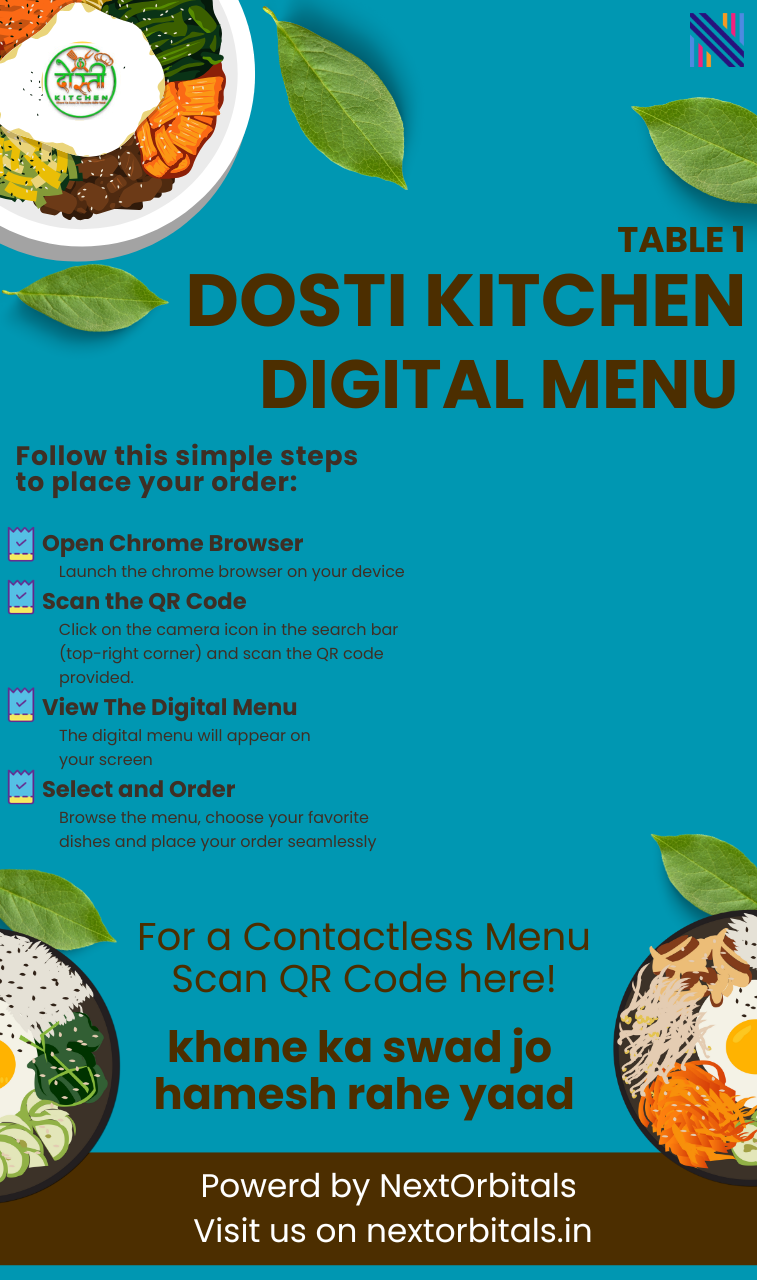 दोस्ती
KITCHEN
TABLE 1
DOSTI KITCHEN
DIGITAL MENU
Follow this simple steps
to place your order:
Open Chrome Browser
Launch the chrome browser on your device
Scan the QR Code
Click on the camera icon in the search bar
(top-right corner) and scan the QR code
provided.
View The Digital Menu
The digital menu will appear on
your screen
Select and Order
Browse the menu, choose your favorite
dishes and place your order seamlessly
For a Contactless Menu
Scan QR Code here!
khane ka swad jo
hamesh rahe yaad
Powerd by NextOrbitals
Visit us on nextorbitals.in